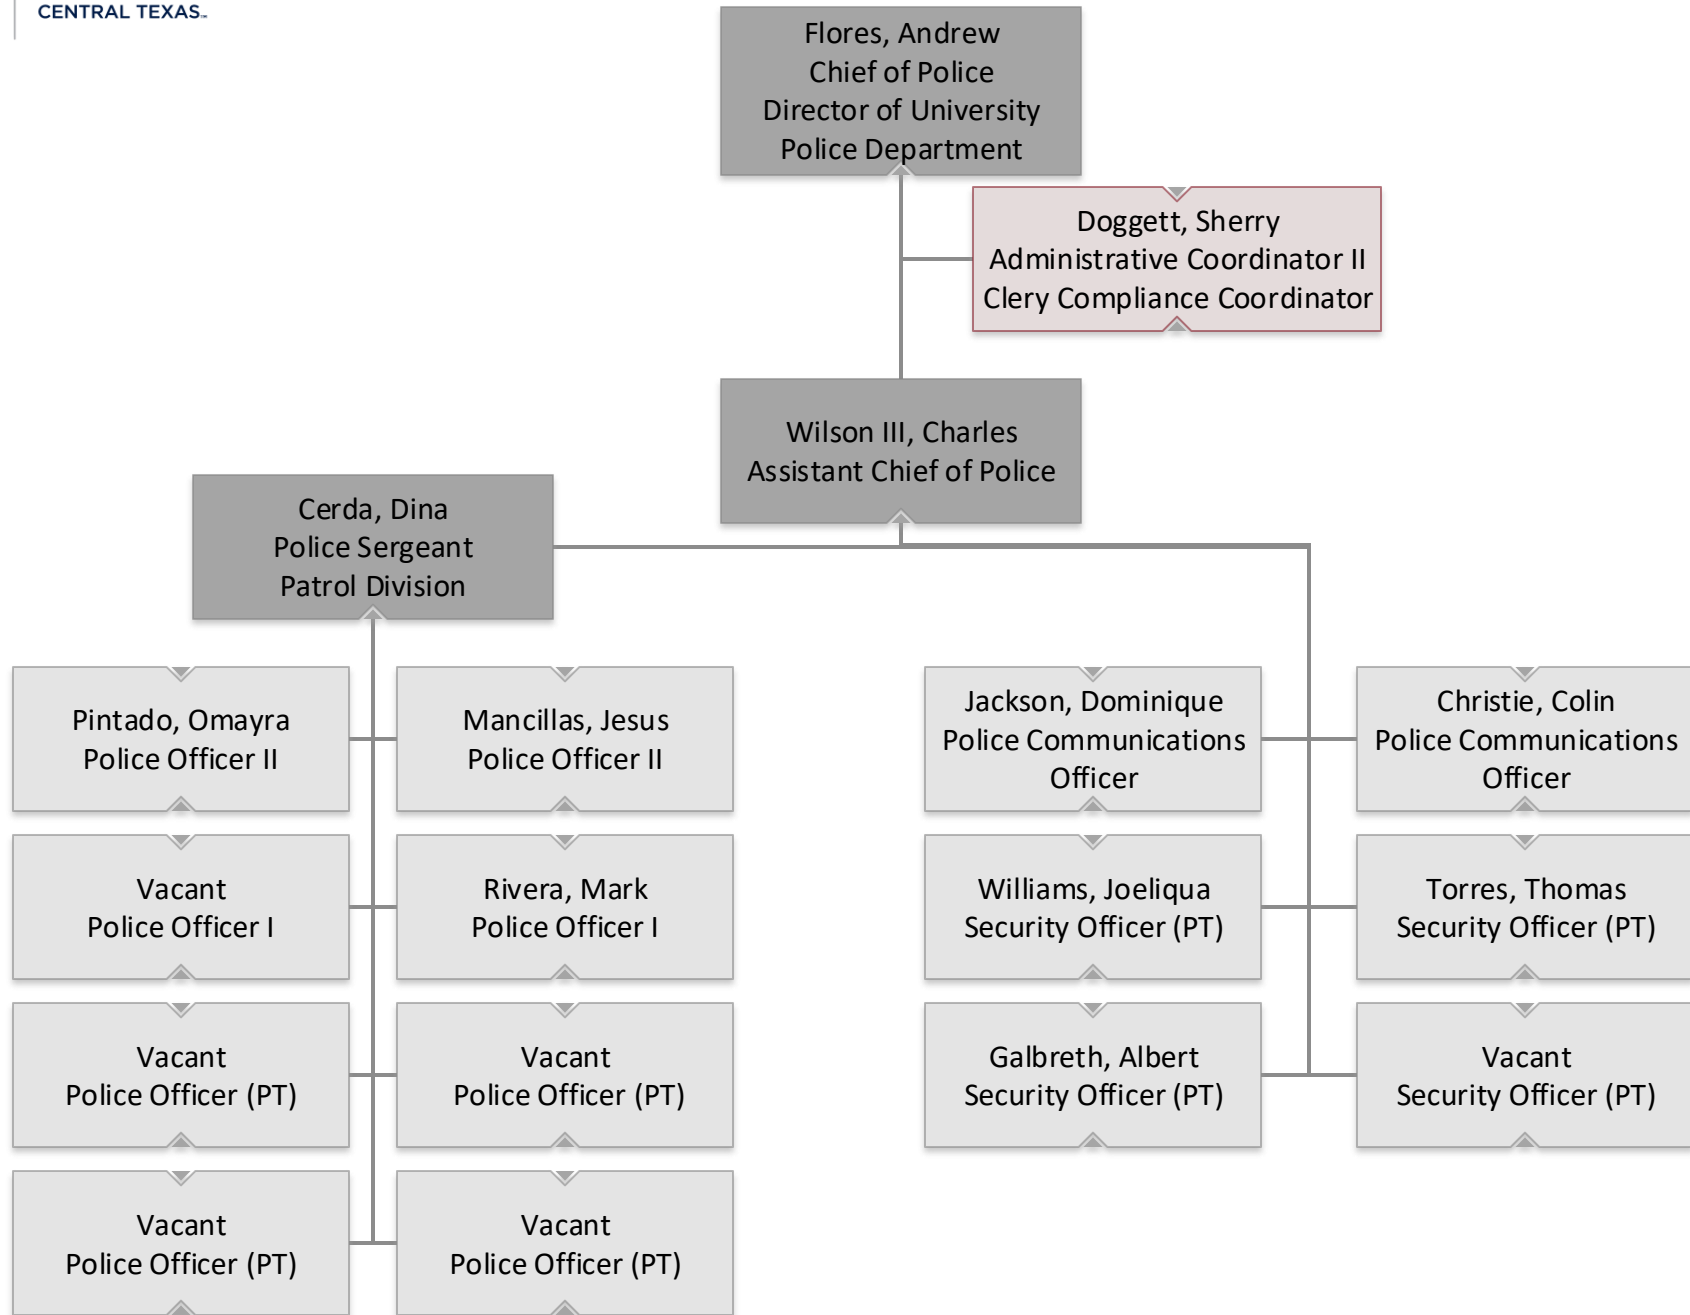 CENTRAL TEXAS™
Flores, Andrew
Chief of Police
Director of University
Police Department
Doggett, Sherry
Administrative Coordinator II
Clery Compliance Coordinator
Wilson III, Charles
Assistant Chief of Police
Cerda, Dina
Police Sergeant
Patrol Division
Pintado, Omayra
Police Officer II
Mancillas, Jesus
Police Officer II
Jackson, Dominique
Police Communications
Officer
Christie, Colin
Police Communications
Officer
Vacant
Police Officer I
Rivera, Mark
Police Officer I
Williams, Joeliqua
Security Officer (PT)
Torres, Thomas
Security Officer (PT)
Vacant
Police Officer (PT)
Vacant
Police Officer (PT)
Galbreth, Albert
Security Officer (PT)
Vacant
Security Officer (PT)
Vacant
Police Officer (PT)
Vacant
Police Officer (PT)